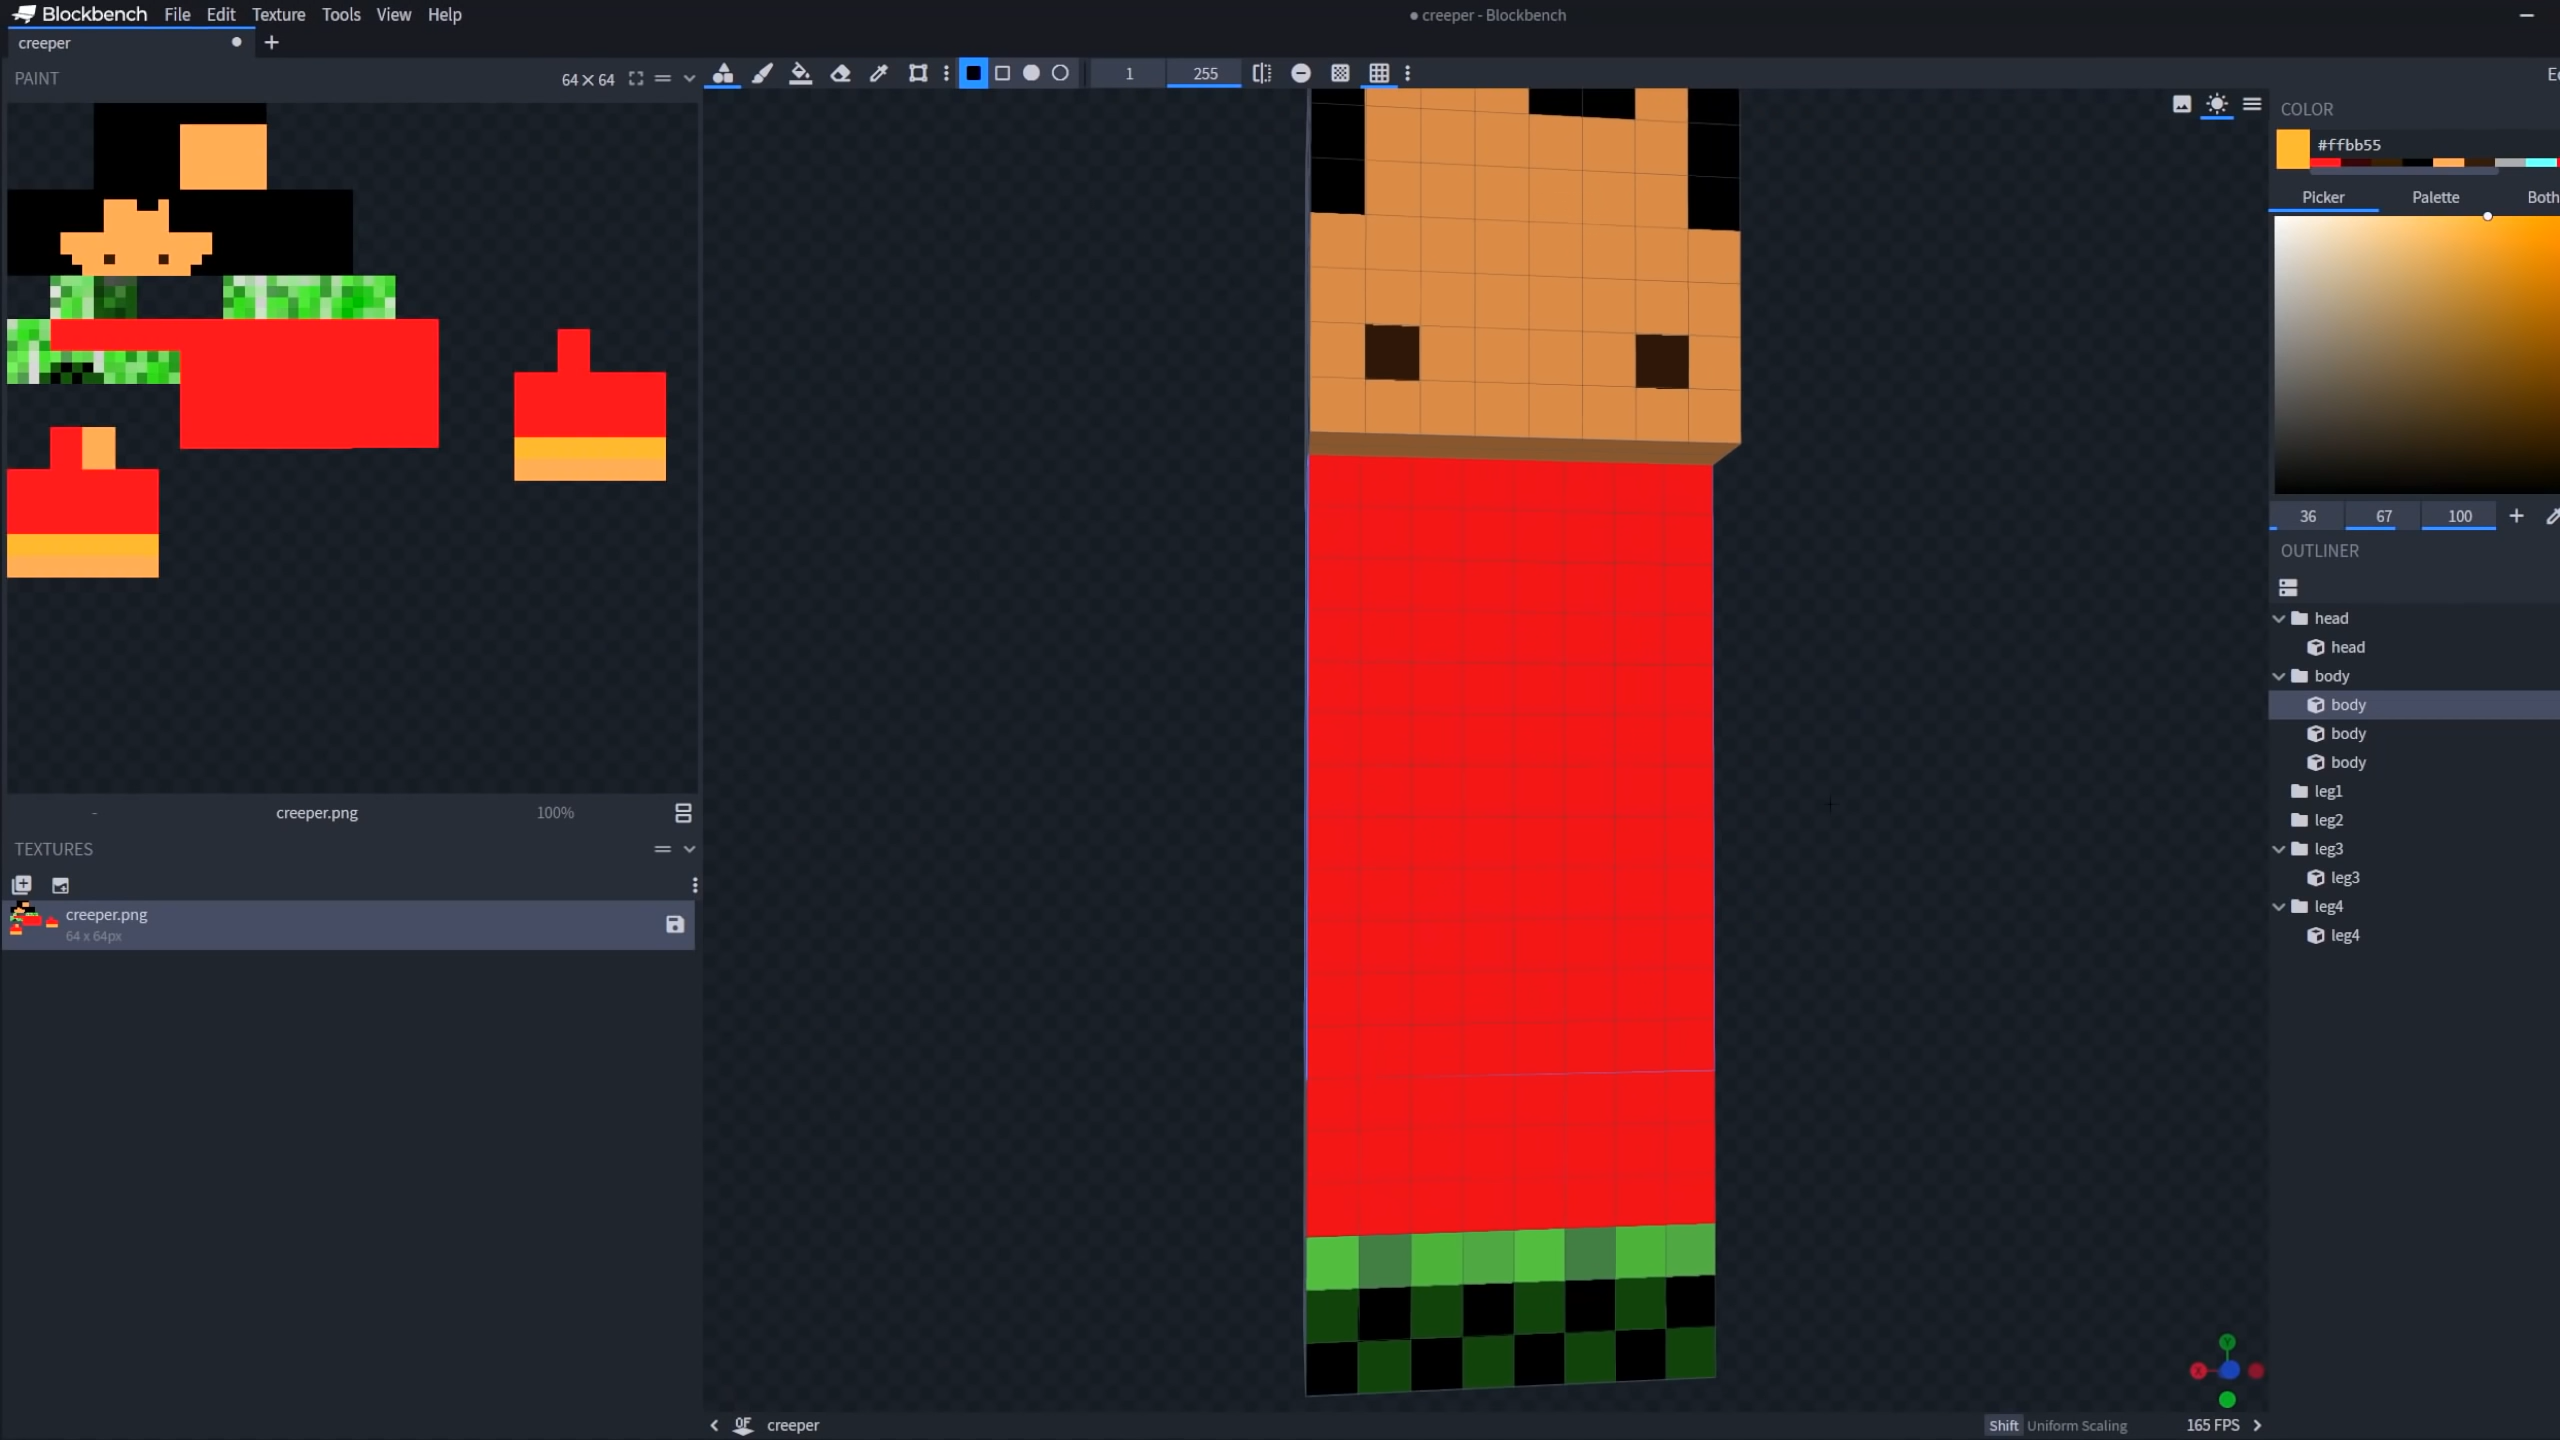 Blockbench File Edit Texture Tools View Help
creeper - Blockbench
creeper
PAINT
64 × 64
1
255
COLOR
#ffbb55
Picker Palette Both
36 67 100
OUTLINER
head
head
body
body
body
body
leg1
leg2
leg3
leg3
leg4
leg4
- creeper.png 100%
TEXTURES
creeper.png
64 x 64px
OF creeper
Shift Uniform Scaling 165 FPS
Y
X